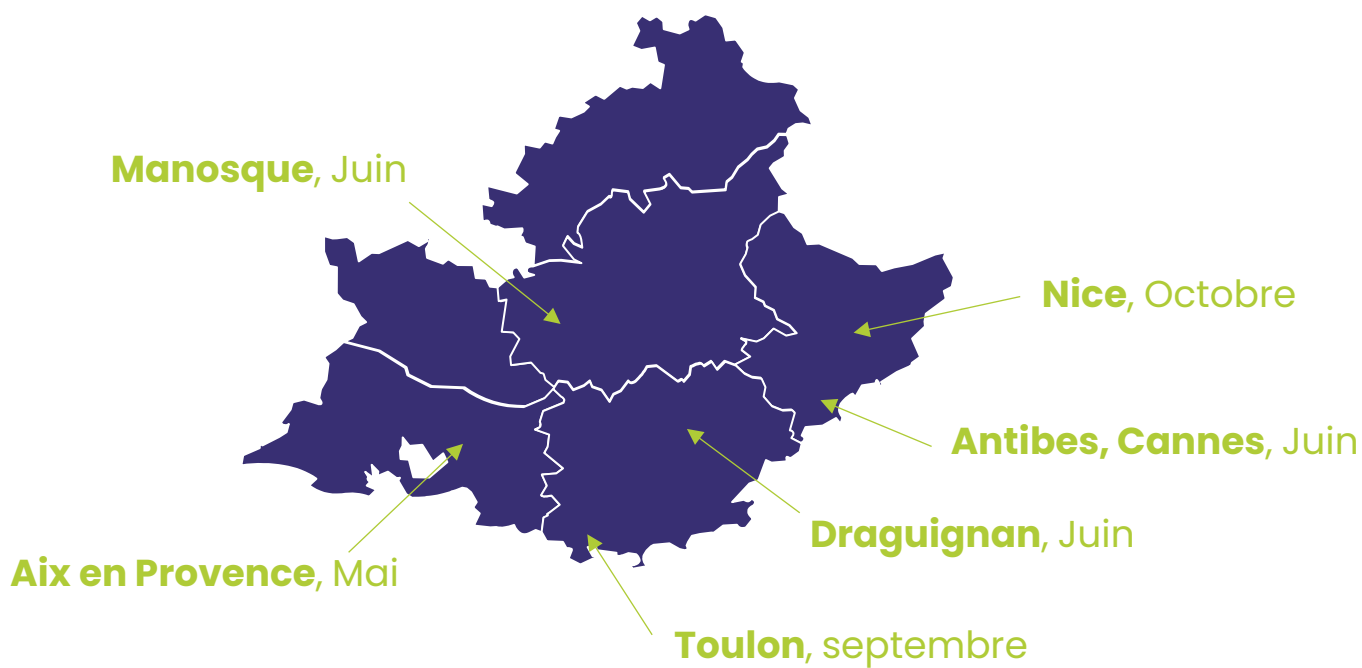 Manosque, Juin
Nice, Octobre
Antibes, Cannes, Juin
Draguignan, Juin
Aix en Provence, Mai
Toulon, septembre